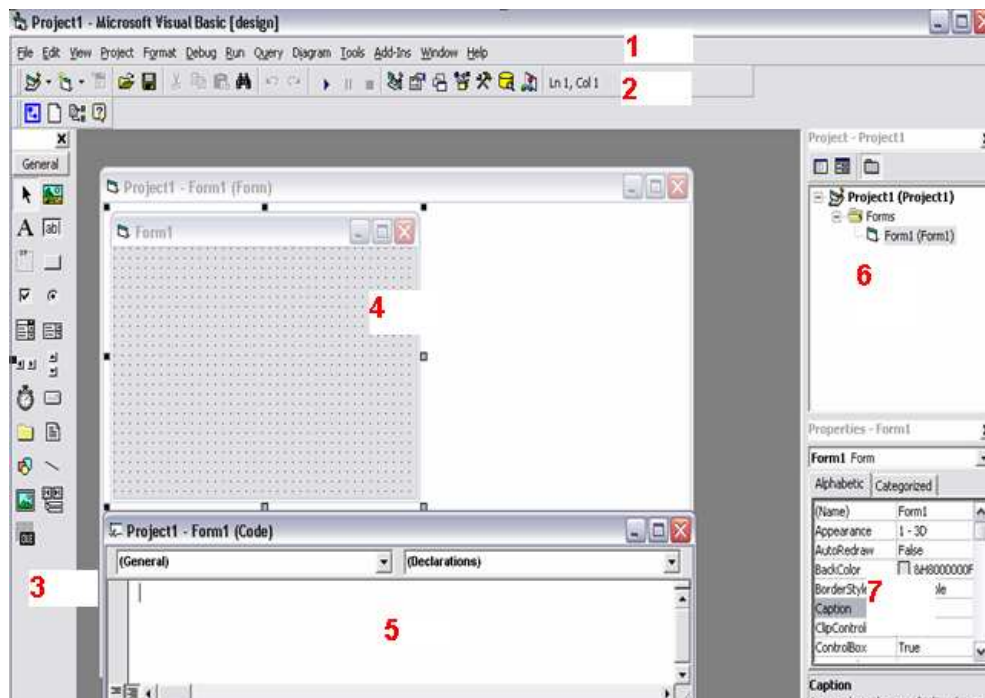 Project1 - Microsoft Visual Basic [design]
File Edit View Project Format Debug Run Query Diagram Tools Add-Ins Window Help
1
Ln 1, Col 1
2
General
A
ab|
OLE
3
Project1 - Form1 (Form)
Form1
4
Project1 - Form1 (Code)
(General)
(Declarations)
5
Project - Project1
Project1 (Project1)
Forms
Form1 (Form1)
6
Properties - Form1
Form1 Form
Alphabetic Categorized
(Name) Form1
Appearance 1 - 3D
AutoRedraw False
BackColor &H8000000F
BorderStyle
Caption
ClipControl
ControlBox True
7
Caption